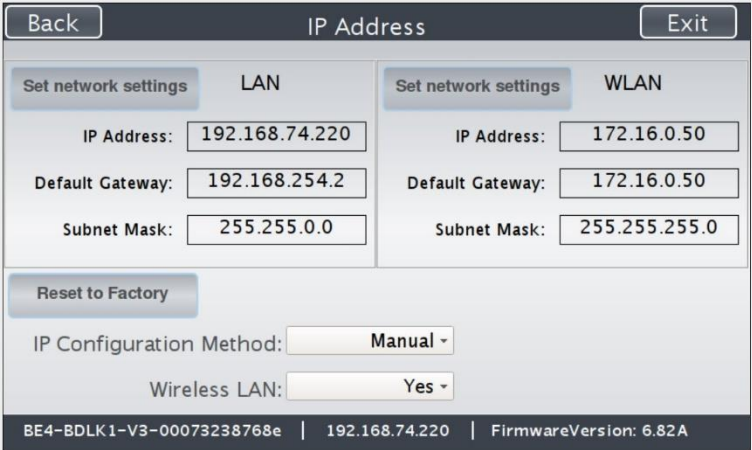 Back IP Address Exit
Set network settings LAN
IP Address: 192.168.74.220
Default Gateway: 192.168.254.2
Subnet Mask: 255.255.0.0
Set network settings WLAN
IP Address: 172.16.0.50
Default Gateway: 172.16.0.50
Subnet Mask: 255.255.255.0
Reset to Factory
IP Configuration Method: Manual
Wireless LAN: Yes
BE4-BDLK1-V3-00073238768e | 192.168.74.220 | FirmwareVersion: 6.82A